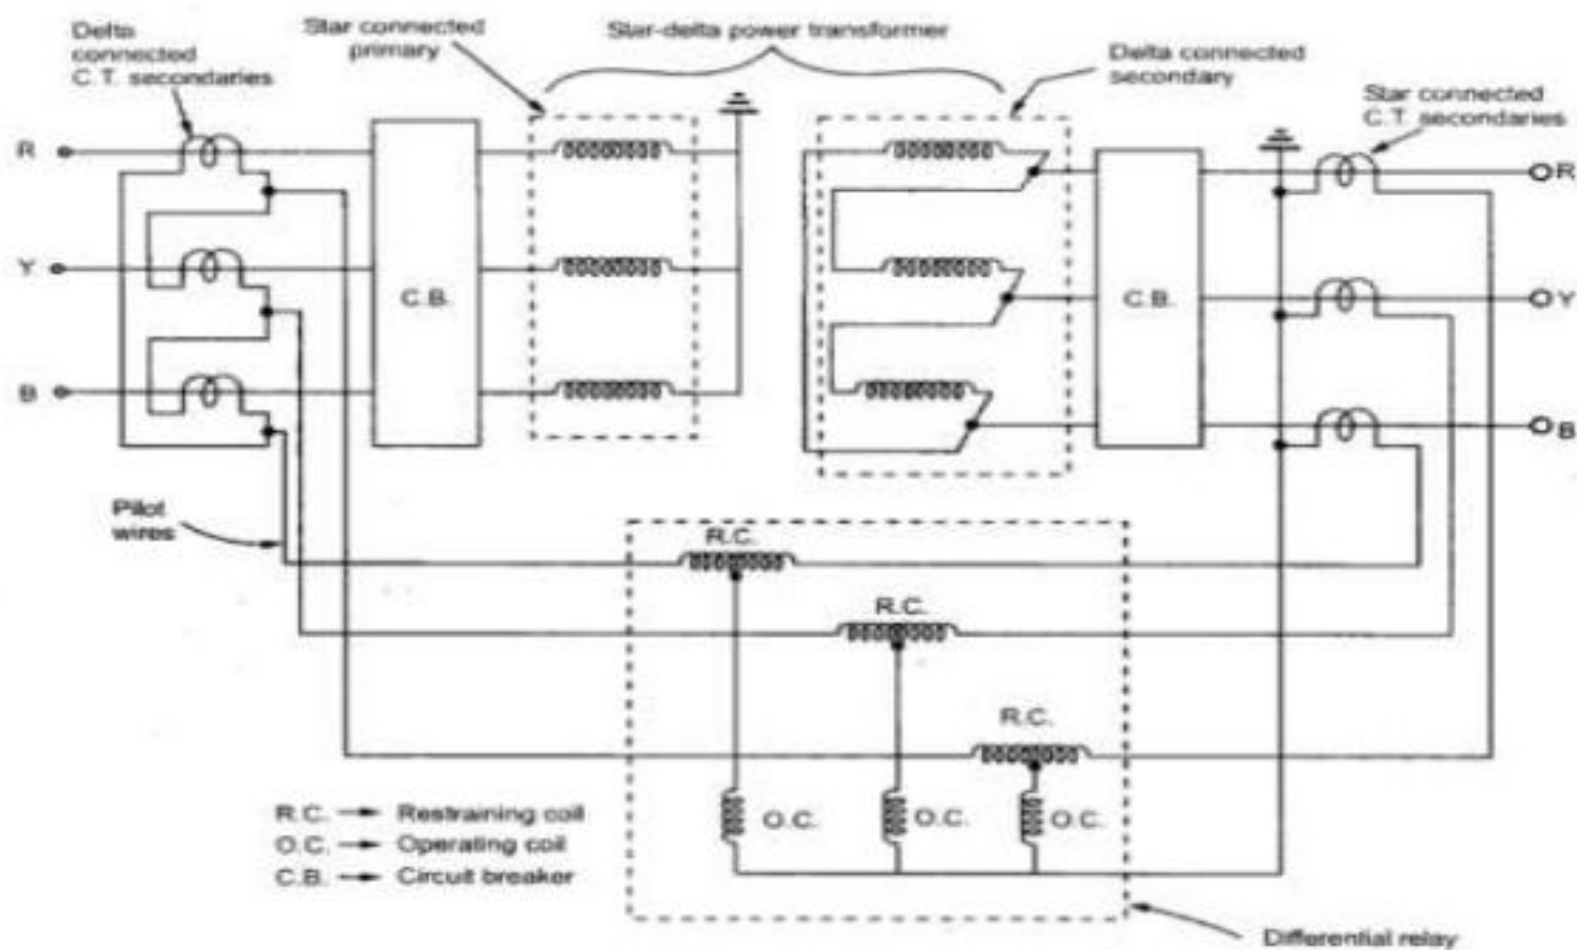 Delta
connected
C.T. secondaries
Star connected
primary
Star-delta power transformer
Delta connected
secondary
Star connected
C.T. secondaries
R
Y
B
C.B.
C.B.
R
Y
B
Pilot
wires
R.C.
R.C.
R.C.
O.C.
O.C.
O.C.
R.C. → Restraining coil
O.C. → Operating coil
C.B. → Circuit breaker
Differential relay